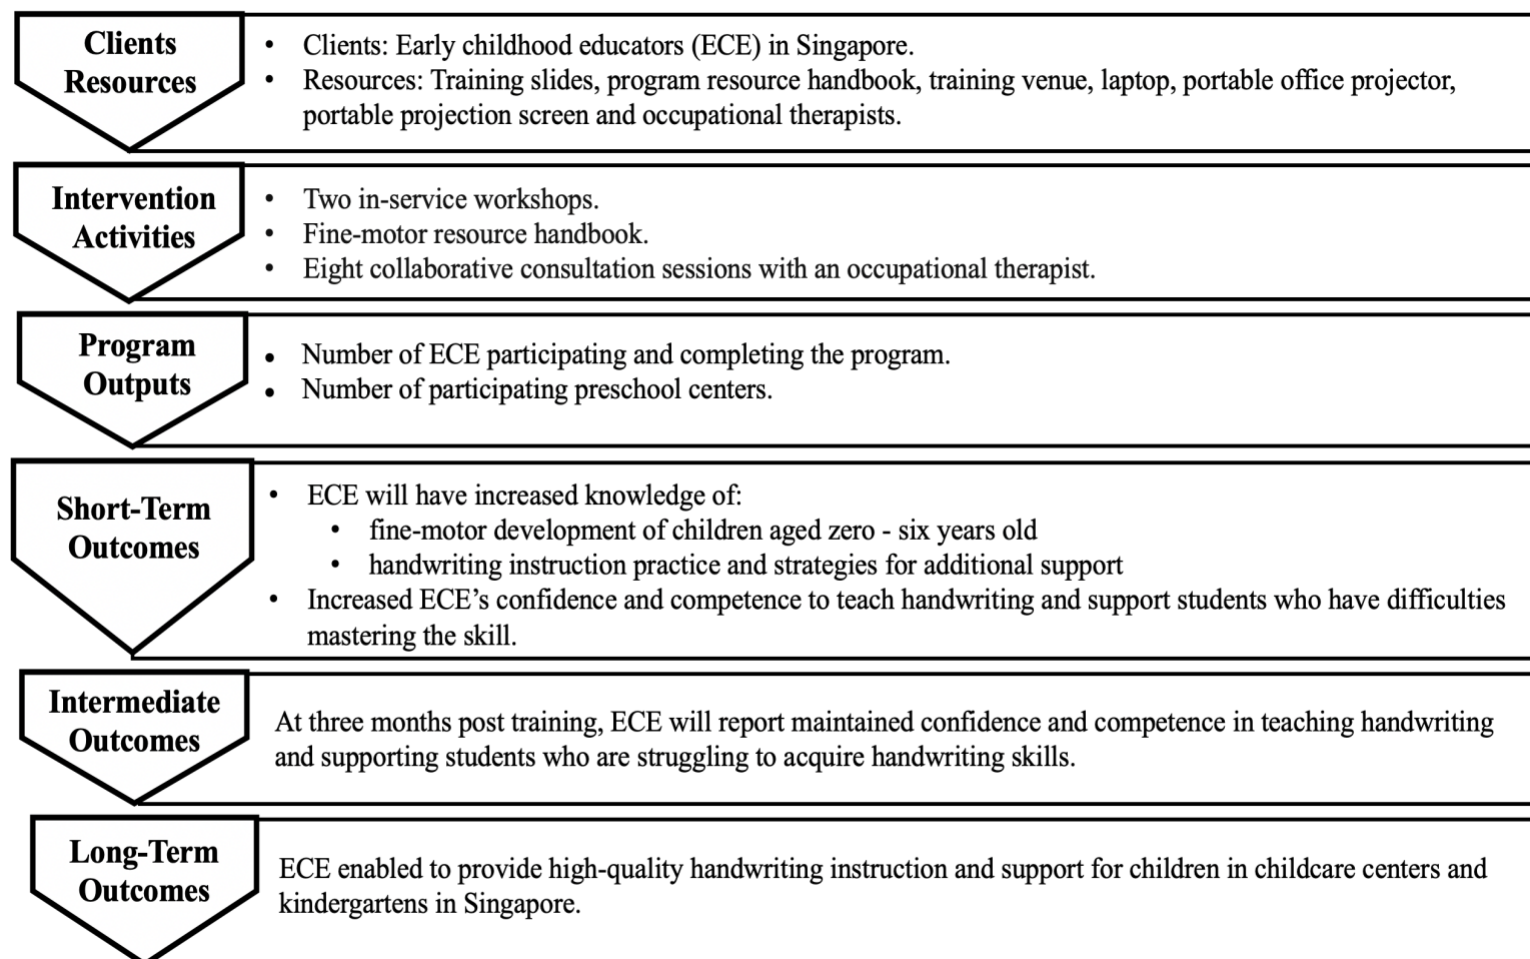 Clients
Resources
• Clients: Early childhood educators (ECE) in Singapore.
• Resources: Training slides, program resource handbook, training venue, laptop, portable office projector,
portable projection screen and occupational therapists.
Intervention
Activities
• Two in-service workshops.
• Fine-motor resource handbook.
• Eight collaborative consultation sessions with an occupational therapist.
Program
Outputs
• Number of ECE participating and completing the program.
• Number of participating preschool centers.
Short-Term
Outcomes
• ECE will have increased knowledge of:
• fine-motor development of children aged zero - six years old
• handwriting instruction practice and strategies for additional support
• Increased ECE’s confidence and competence to teach handwriting and support students who have difficulties
mastering the skill.
Intermediate
Outcomes
At three months post training, ECE will report maintained confidence and competence in teaching handwriting
and supporting students who are struggling to acquire handwriting skills.
Long-Term
Outcomes
ECE enabled to provide high-quality handwriting instruction and support for children in childcare centers and
kindergartens in Singapore.